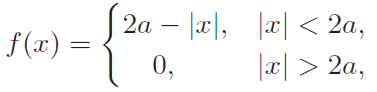 f(x) = { 2a − |x|, |x| < 2a,
0, |x| > 2a,